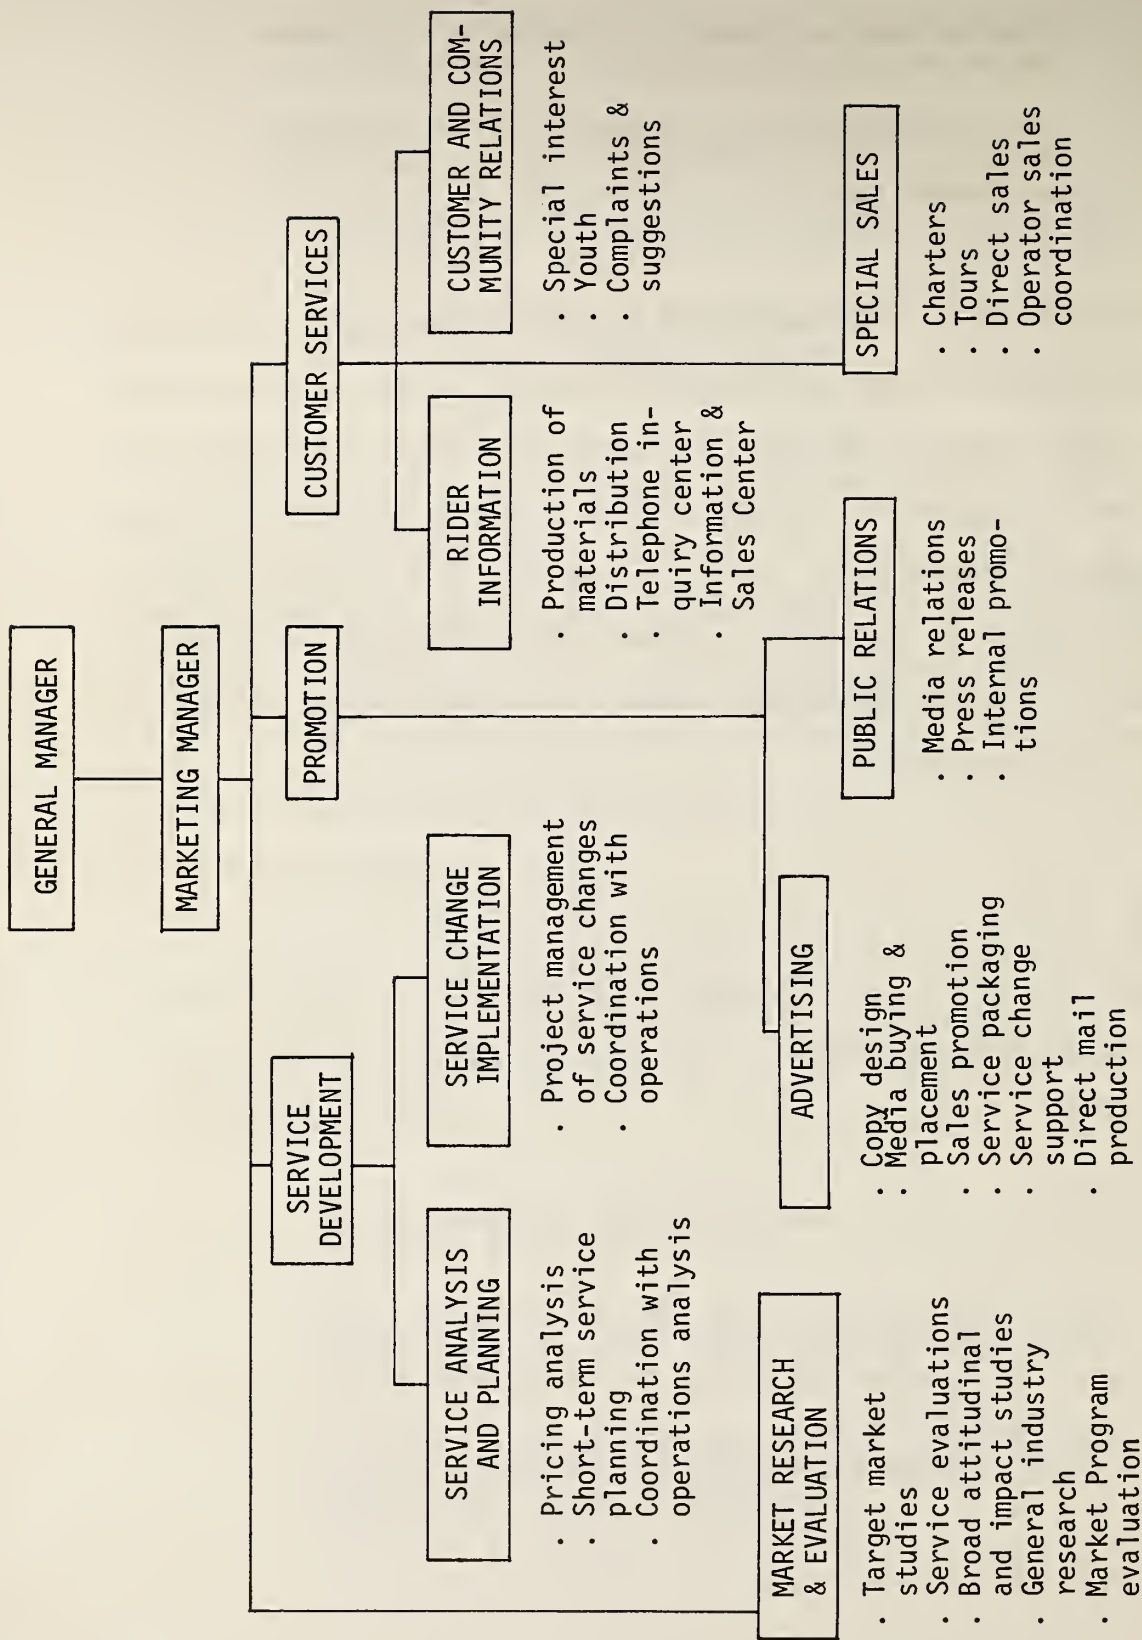 GENERAL MANAGER
MARKETING MANAGER
SERVICE
DEVELOPMENT
PROMOTION
CUSTOMER SERVICES
SERVICE ANALYSIS
AND PLANNING
· Pricing analysis
· Short-term service
planning
· Coordination with
operations analysis
SERVICE CHANGE
IMPLEMENTATION
· Project management
of service changes
· Coordination with
operations
RIDER
INFORMATION
· Production of
materials
· Distribution
· Telephone in-
quiry center
· Information &
Sales Center
CUSTOMER AND COM-
MUNITY RELATIONS
· Special interest
· Youth
· Complaints &
suggestions
MARKET RESEARCH
& EVALUATION
· Target market
studies
· Service evaluations
· Broad attitudinal
and impact studies
· General industry
research
· Market Program
evaluation
ADVERTISING
· Copy design
· Media buying &
placement
· Sales promotion
· Service packaging
· Service change
support
· Direct mail
production
PUBLIC RELATIONS
· Media relations
· Press releases
· Internal promo-
tions
SPECIAL SALES
· Charters
· Tours
· Direct sales
· Operator sales
coordination